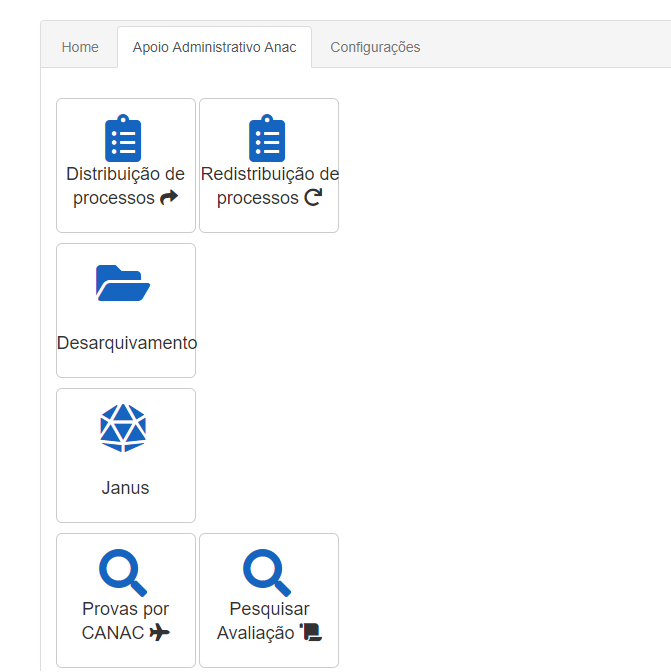 Home Apoio Administrativo Anac Configurações
Distribuição de
processos
Redistribuição de
processos
Desarquivamento
Janus
Provas por
CANAC
Pesquisar
Avaliação